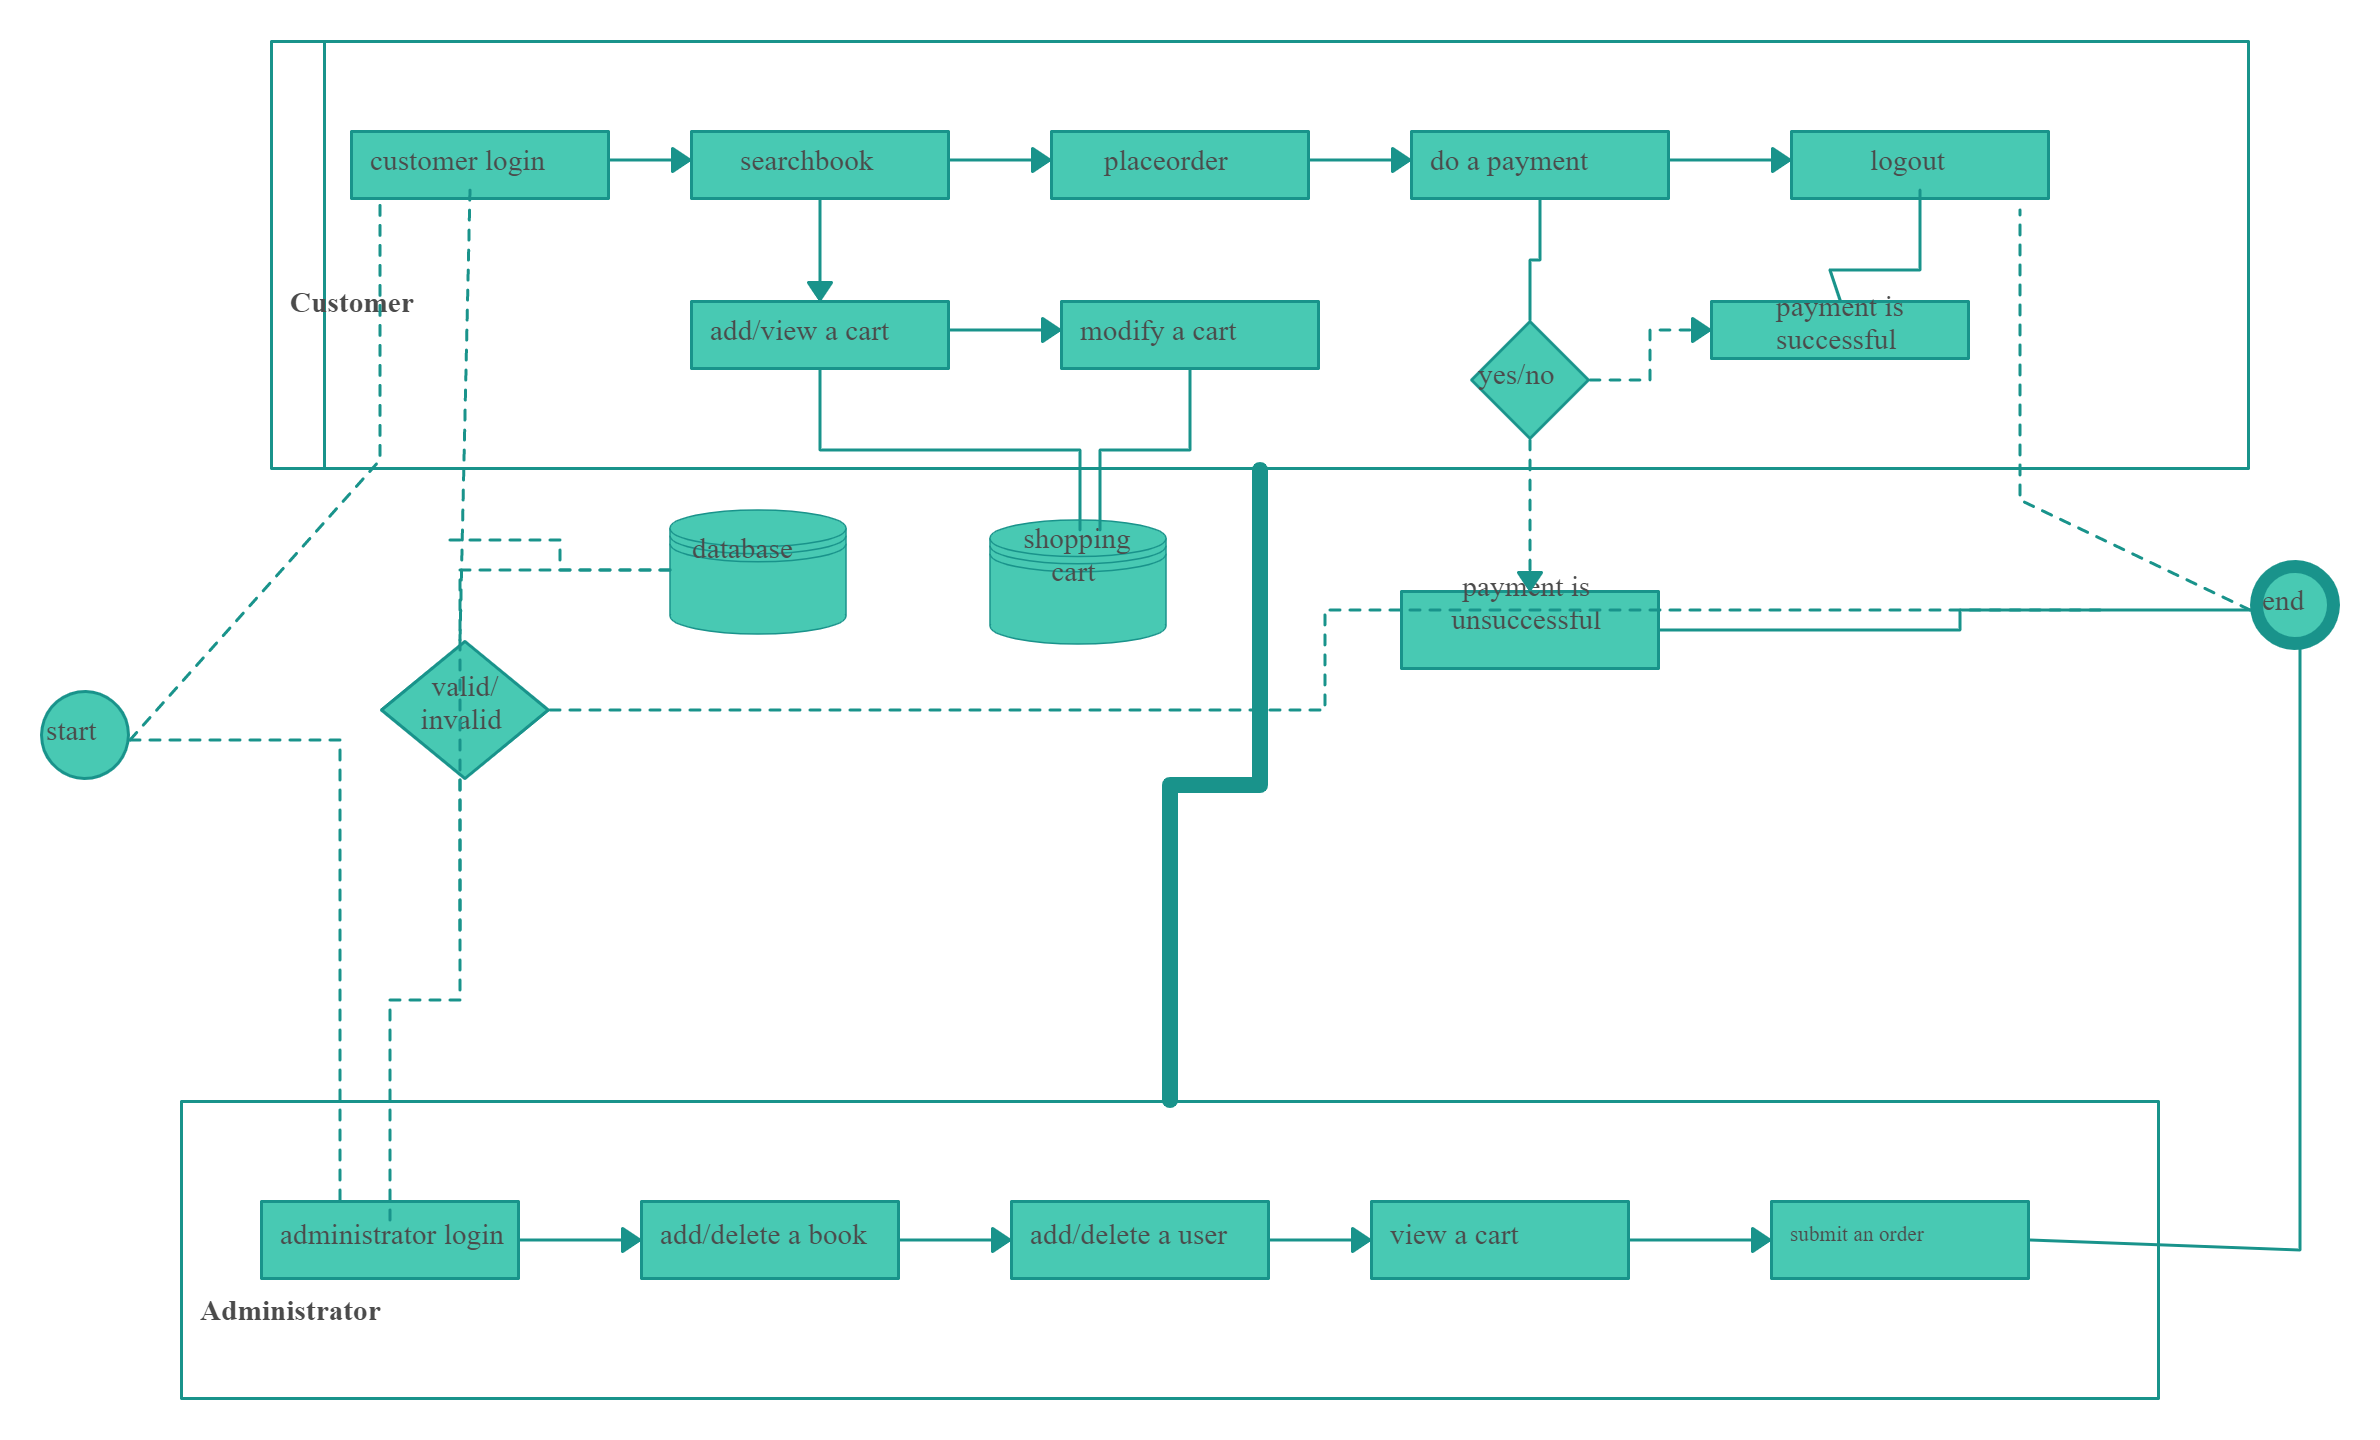 customer login
searchbook
placeorder
do a payment
logout
Customer
add/view a cart
modify a cart
yes/no
payment is
successful
database
shopping
cart
payment is
unsuccessful
end
start
valid/
invalid
administrator login
add/delete a book
add/delete a user
view a cart
submit an order
Administrator